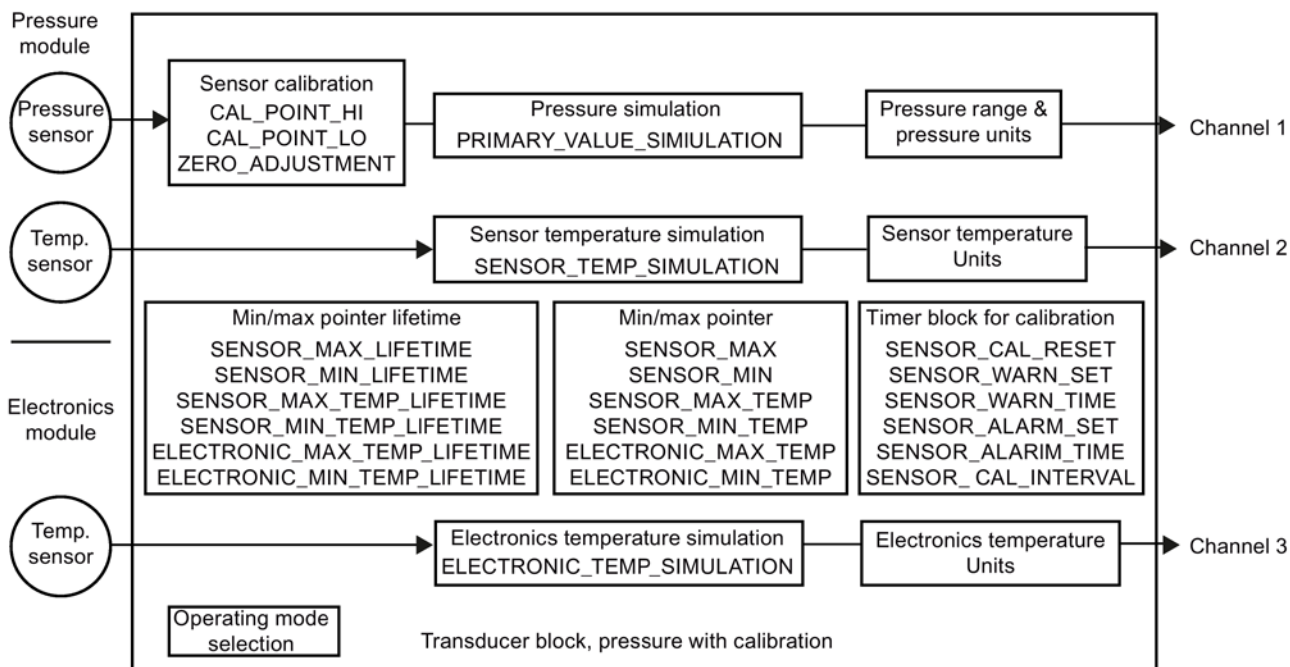 Pressure
module
Pressure
sensor
Sensor calibration
CAL_POINT_HI
CAL_POINT_LO
ZERO_ADJUSTMENT
Pressure simulation
PRIMARY_VALUE_SIMIULATION
Pressure range &
pressure units
Channel 1
Temp.
sensor
Sensor temperature simulation
SENSOR_TEMP_SIMULATION
Sensor temperature
Units
Channel 2
Electronics
module
Min/max pointer lifetime
SENSOR_MAX_LIFETIME
SENSOR_MIN_LIFETIME
SENSOR_MAX_TEMP_LIFETIME
SENSOR_MIN_TEMP_LIFETIME
ELECTRONIC_MAX_TEMP_LIFETIME
ELECTRONIC_MIN_TEMP_LIFETIME
Min/max pointer
SENSOR_MAX
SENSOR_MIN
SENSOR_MAX_TEMP
SENSOR_MIN_TEMP
ELECTRONIC_MAX_TEMP
ELECTRONIC_MIN_TEMP
Timer block for calibration
SENSOR_CAL_RESET
SENSOR_WARN_SET
SENSOR_WARN_TIME
SENSOR_ALARM_SET
SENSOR_ALARIM_TIME
SENSOR_ CAL_INTERVAL
Temp.
sensor
Electronics temperature simulation
ELECTRONIC_TEMP_SIMULATION
Electronics temperature
Units
Channel 3
Operating mode
selection
Transducer block, pressure with calibration